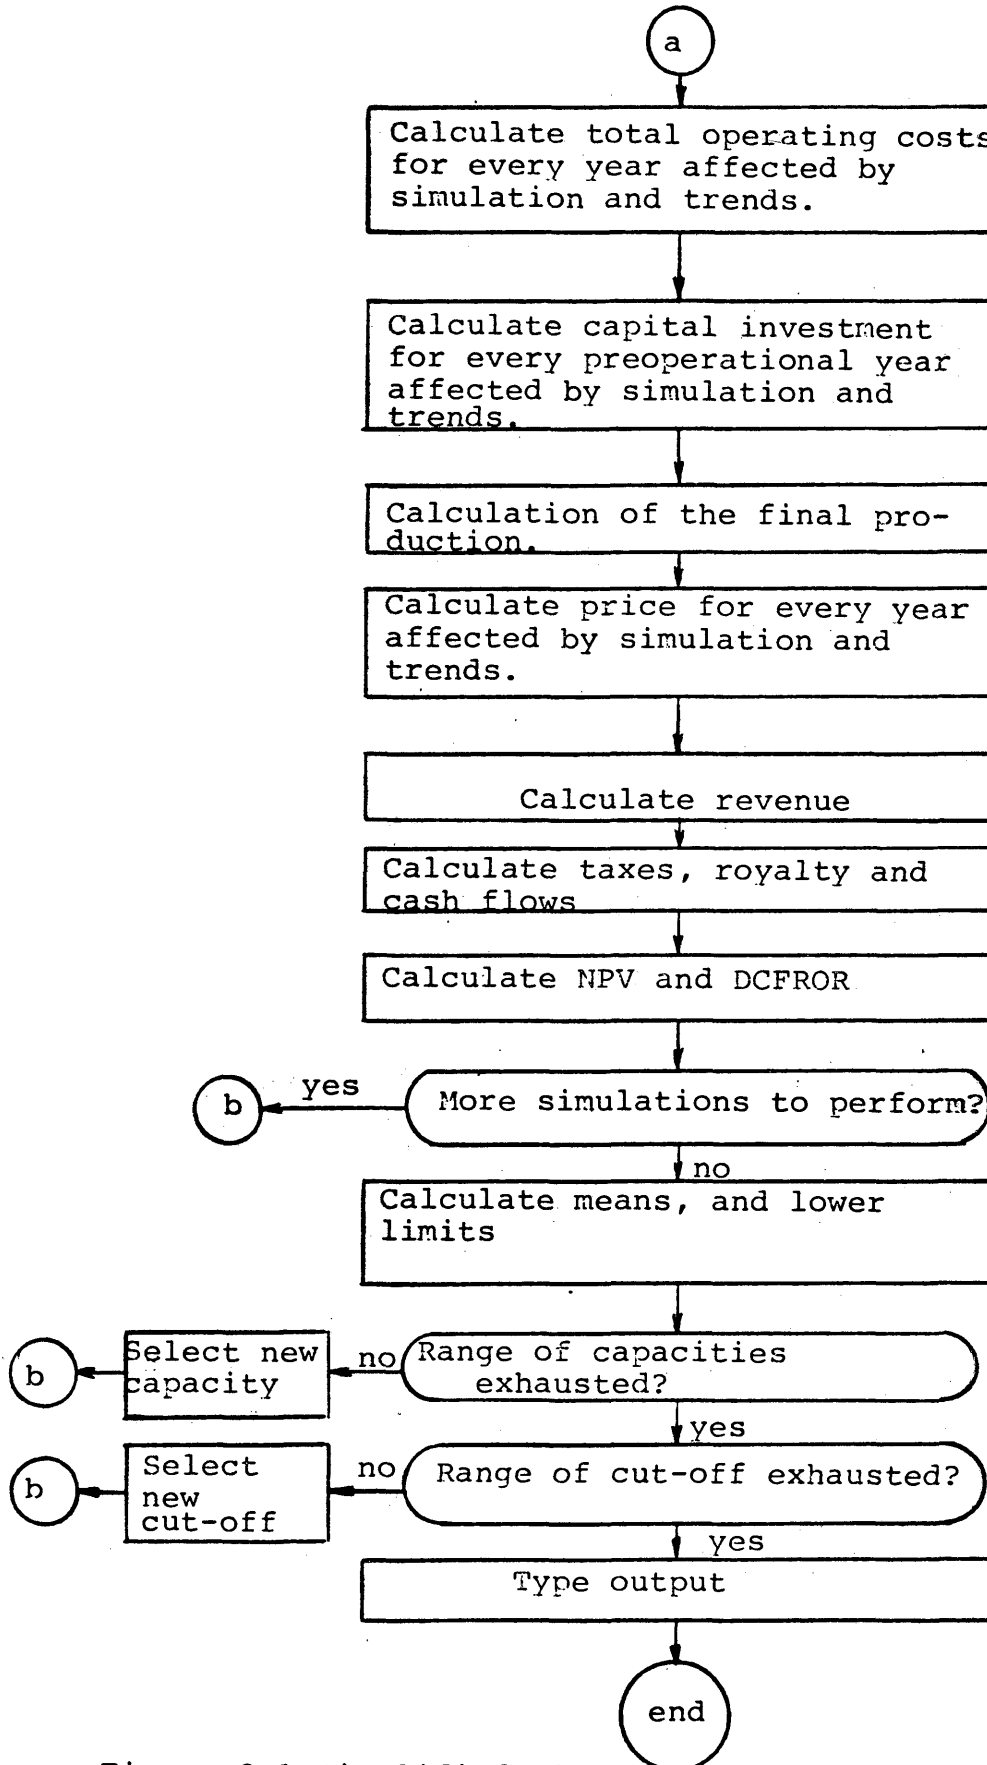 a
Calculate total operating costs
for every year affected by
simulation and trends.
Calculate capital investment
for every preoperational year
affected by simulation and
trends.
Calculation of the final pro-
duction.
Calculate price for every year
affected by simulation and
trends.
Calculate revenue
Calculate taxes, royalty and
cash flows
Calculate NPV and DCFROR
b
yes
More simulations to perform?
no
Calculate means, and lower
limits
b
Select new
capacity
no
Range of capacities
exhausted?
yes
b
Select
new
cut-off
no
Range of cut-off exhausted?
yes
Type output
end